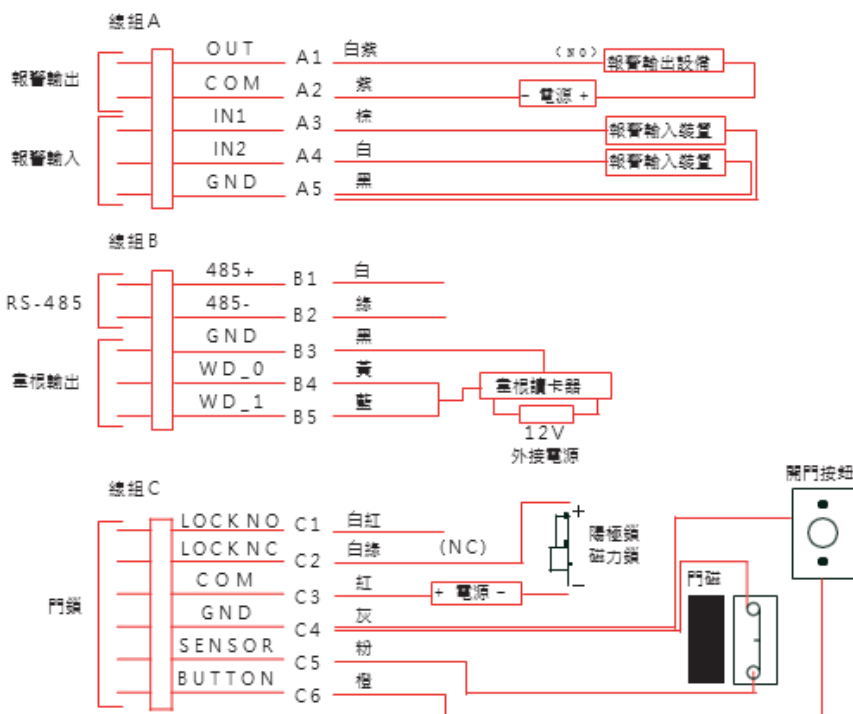 線組A
報警輸出
OUT A1 白紫 (NO) 報警輸出設備
COM A2 紫 - 電源 +
報警輸入
IN1 A3 棕 報警輸入裝置
IN2 A4 白 報警輸入裝置
GND A5 黑
線組B
RS-485
485+ B1 白
485- B2 綠
韋根輸出
GND B3 黑
WD_0 B4 黃 韋根讀卡器
WD_1 B5 藍
12V
外接電源
線組C
開門按鈕
門鎖
LOCK NO C1 白紅
LOCK NC C2 白綠 (NC)
+
陽極鎖
磁力鎖
−
COM C3 紅 + 電源 -
門磁
GND C4 灰
SENSOR C5 粉
BUTTON C6 橙